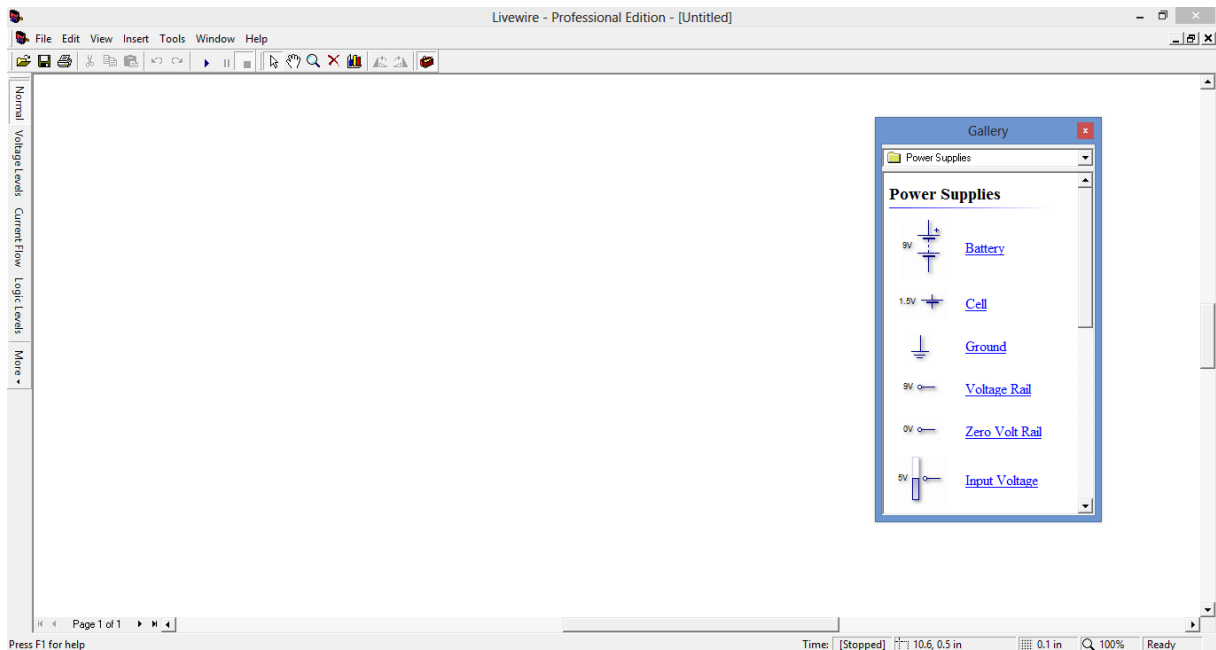 Livewire - Professional Edition - [Untitled]
File Edit View Insert Tools Window Help
Normal
Voltage Levels
Current Flow
Logic Levels
More
Gallery
Power Supplies
Power Supplies
9V Battery
1.5V Cell
Ground
9V Voltage Rail
0V Zero Volt Rail
5V Input Voltage
Page 1 of 1
Press F1 for help Time: [Stopped] 10.6, 0.5 in 0.1 in 100% Ready